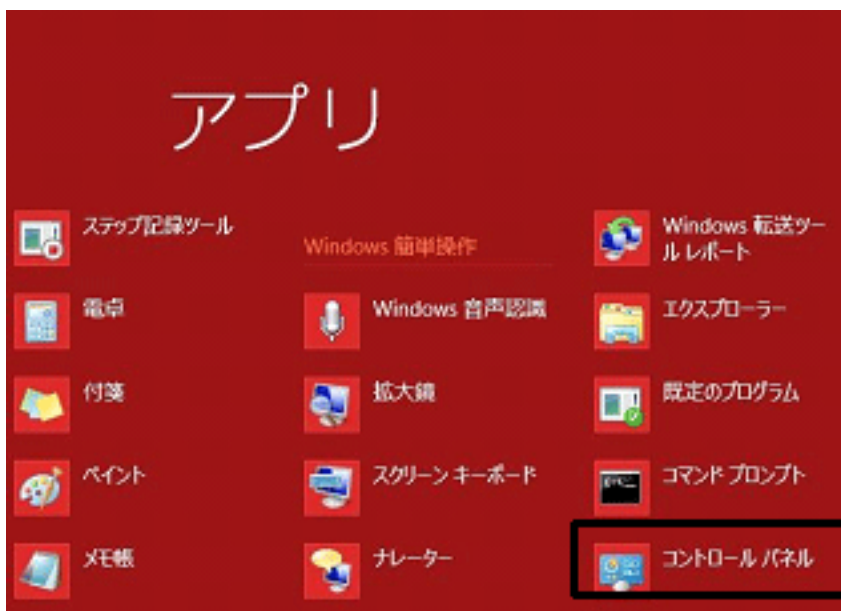 アプリ
ステップ記録ツール
電卓
付箋
ペイント
メモ帳
Windows 簡単操作
Windows 音声認識
拡大鏡
スクリーン キーボード
ナレーター
Windows 転送ツー
ル レポート
エクスプローラー
既定のプログラム
コマンド プロンプト
コントロール パネル